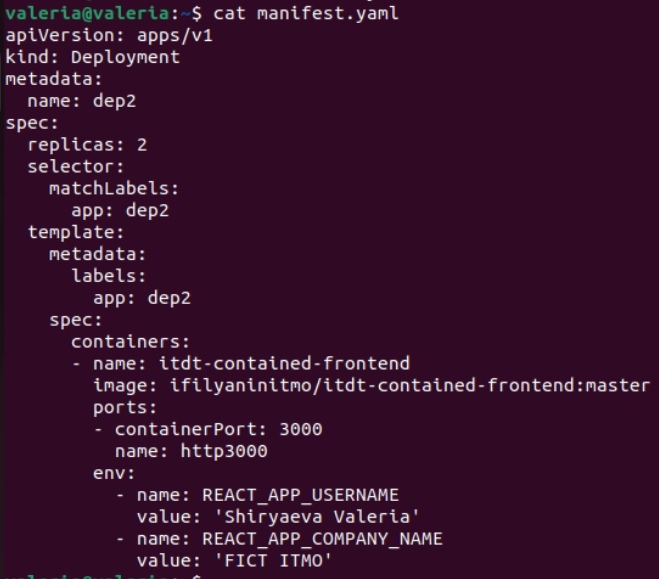 valeria@valeria:~$ cat manifest.yaml
apiVersion: apps/v1
kind: Deployment
metadata:
  name: dep2
spec:
  replicas: 2
  selector:
    matchLabels:
      app: dep2
  template:
    metadata:
      labels:
        app: dep2
    spec:
      containers:
      - name: itdt-contained-frontend
        image: ifilyaninitmo/itdt-contained-frontend:master
        ports:
        - containerPort: 3000
          name: http3000
        env:
          - name: REACT_APP_USERNAME
            value: 'Shiryaeva Valeria'
          - name: REACT_APP_COMPANY_NAME
            value: 'FICT ITMO'